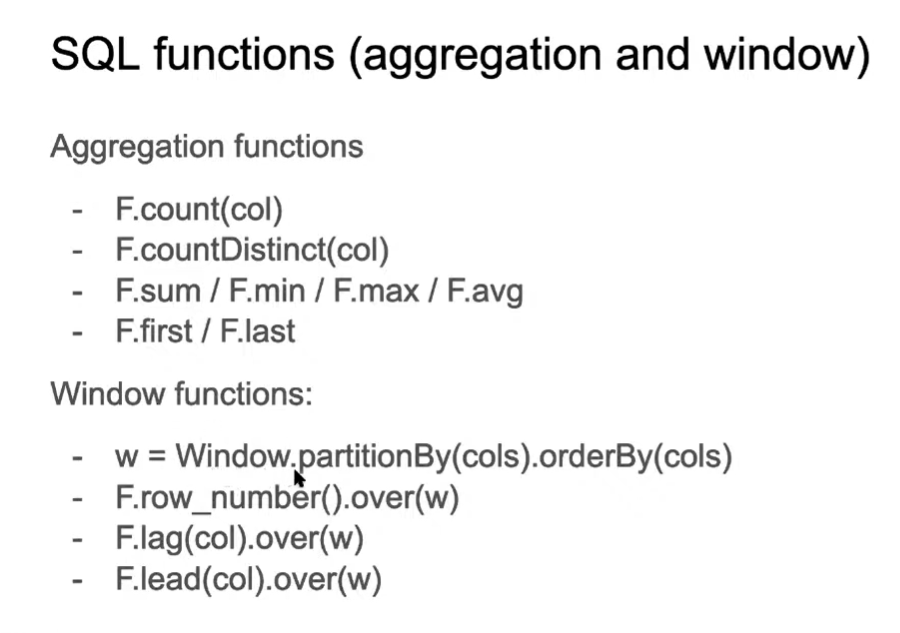 SQL functions (aggregation and window)
Aggregation functions
- F.count(col)
- F.countDistinct(col)
- F.sum / F.min / F.max / F.avg
- F.first / F.last
Window functions:
- w = Window.partitionBy(cols).orderBy(cols)
- F.row_number().over(w)
- F.lag(col).over(w)
- F.lead(col).over(w)